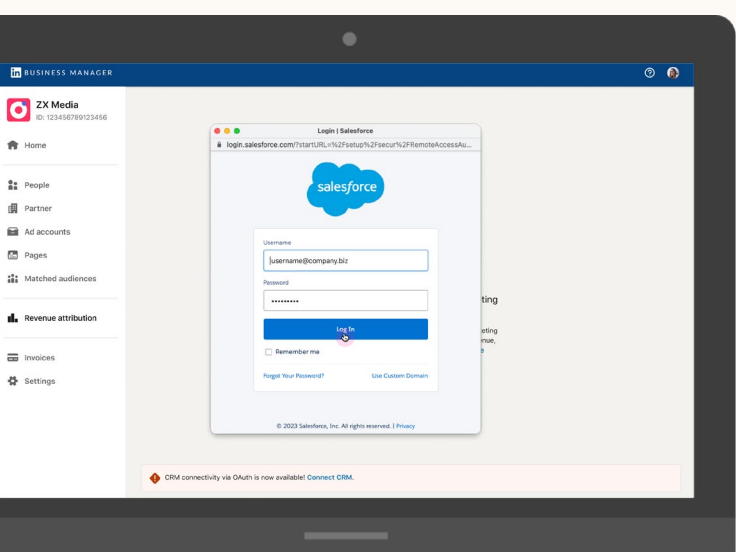 in BUSINESS MANAGER
ZX Media
ID: 123456789123456
Home
People
Partner
Ad accounts
Pages
Matched audiences
Revenue attribution
Invoices
Settings
Login | Salesforce
login.salesforce.com/?startURL=%2Fsetup%2Fsecur%2FRemoteAccessAu...
salesforce
Username
username@company.biz
Password
Log In
Remember me
Forgot Your Password? Use Custom Domain
© 2023 Salesforce, Inc. All rights reserved. | Privacy
ting
eting
nue,
CRM connectivity via OAuth is now available! Connect CRM.